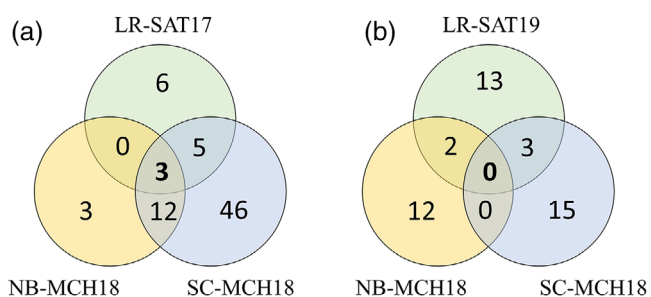 (a) LR-SAT17
6
0 5
3
3 12 46
NB-MCH18 SC-MCH18
(b) LR-SAT19
13
2 3
0
12 0 15
NB-MCH18 SC-MCH18